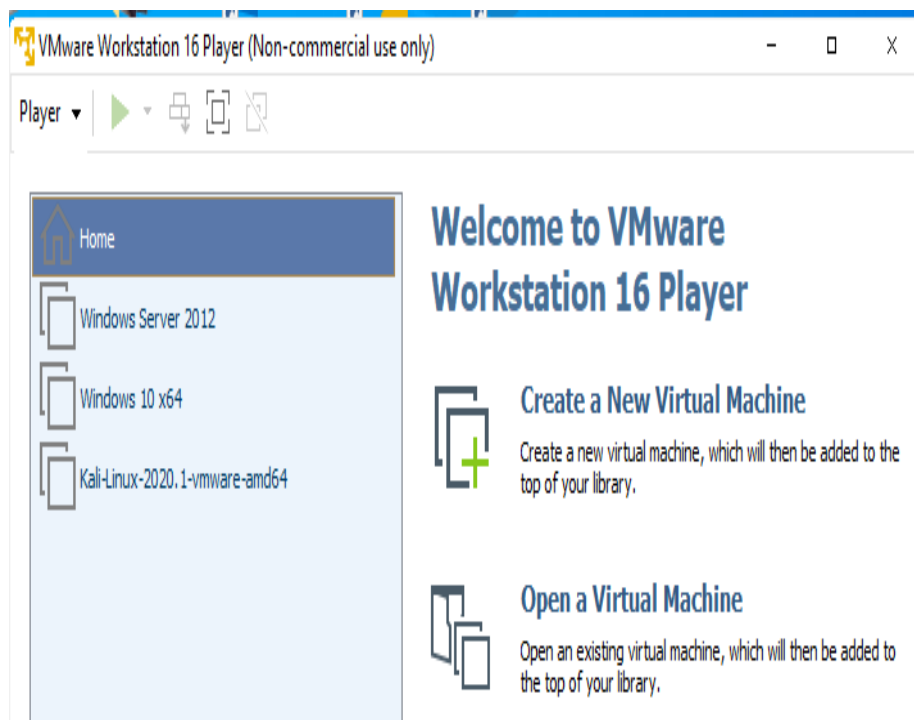 VMware Workstation 16 Player (Non-commercial use only)
Player
Home
Windows Server 2012
Windows 10 x64
Kali-Linux-2020.1-vmware-amd64
Welcome to VMware
Workstation 16 Player
Create a New Virtual Machine
Create a new virtual machine, which will then be added to the
top of your library.
Open a Virtual Machine
Open an existing virtual machine, which will then be added to
the top of your library.